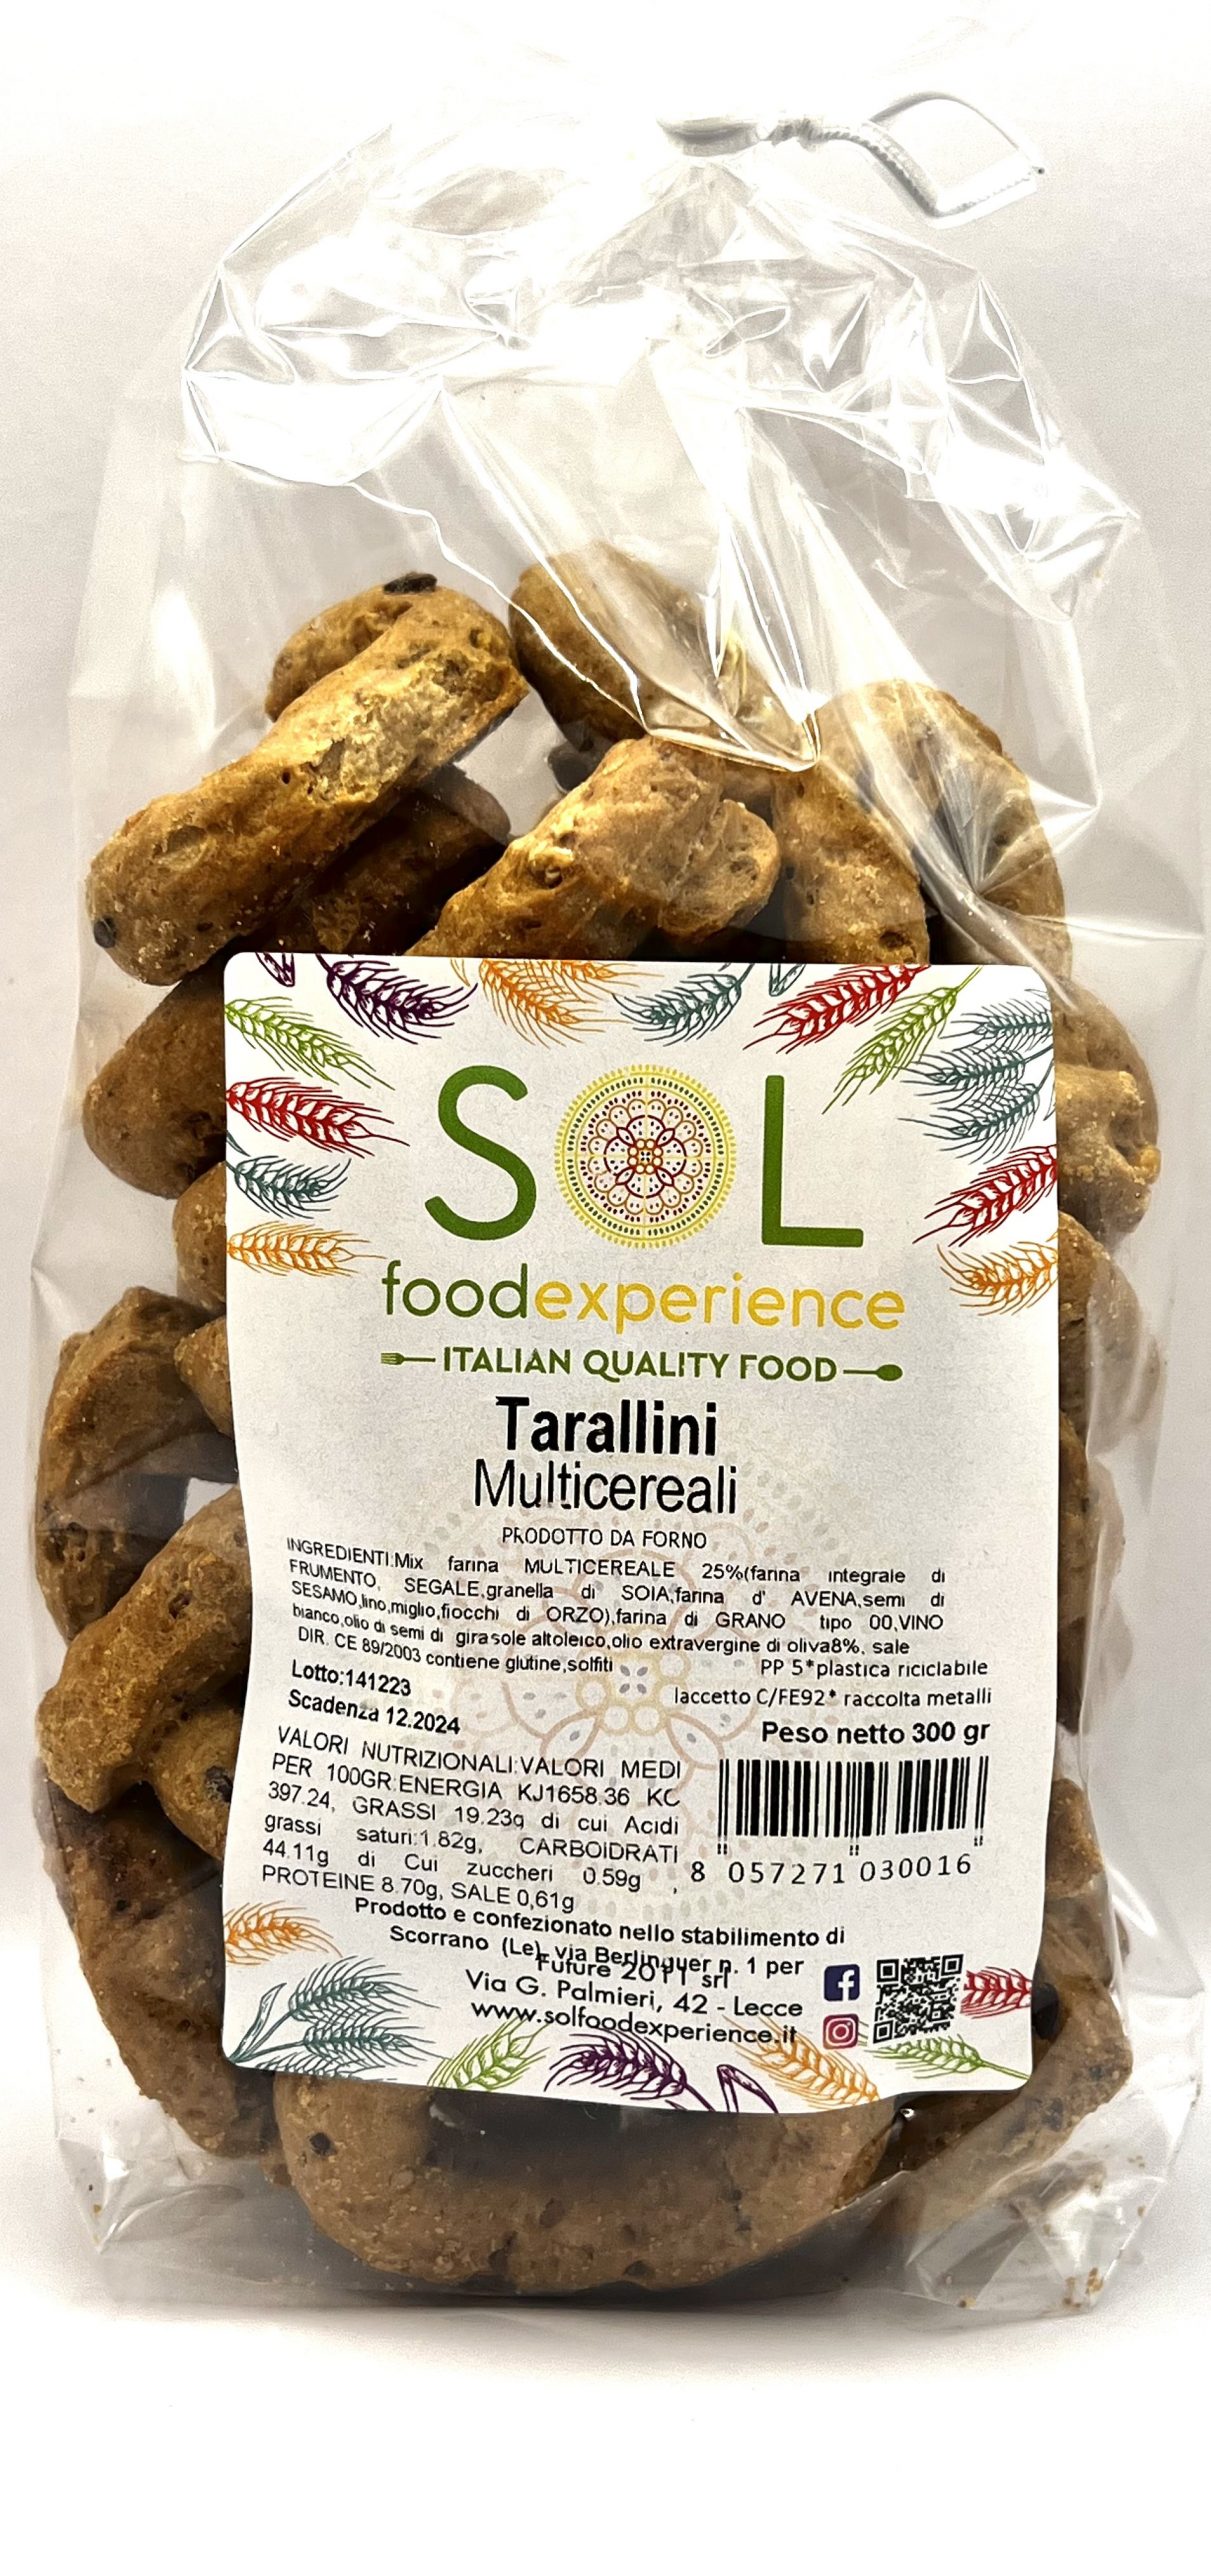 SOL
foodexperience
ITALIAN QUALITY FOOD
Tarallini
Multicereali
PRODOTTO DA FORNO
INGREDIENTI:Mix farina MULTICEREALE 25%(farina integrale di
FRUMENTO, SEGALE,granella di SOIA,farina d' AVENA,semi di
SESAMO,lino,miglio,fiocchi di ORZO),farina di GRANO tipo 00,VINO
bianco,olio di semi di girasole altoleico,olio extravergine di oliva8%, sale
DIR. CE 89/2003 contiene glutine,solfiti
PP 5*plastica riciclabile
laccetto C/FE92* raccolta metalli
Lotto:141223
Scadenza 12.2024
Peso netto 300 gr
VALORI NUTRIZIONALI:VALORI MEDI
PER 100GR:ENERGIA KJ1658.36 KC
397.24, GRASSI 19.23g di cui Acidi
grassi saturi:1.82g, CARBOIDRATI
44.11g di Cui zuccheri 0.59g ,
PROTEINE 8.70g, SALE 0,61g
8 057271 030016
Prodotto e confezionato nello stabilimento di
Scorrano (Le), via Berlinguer n. 1 per
Future 2011 srl
Via G. Palmieri, 42 - Lecce
www.solfoodexperience.it